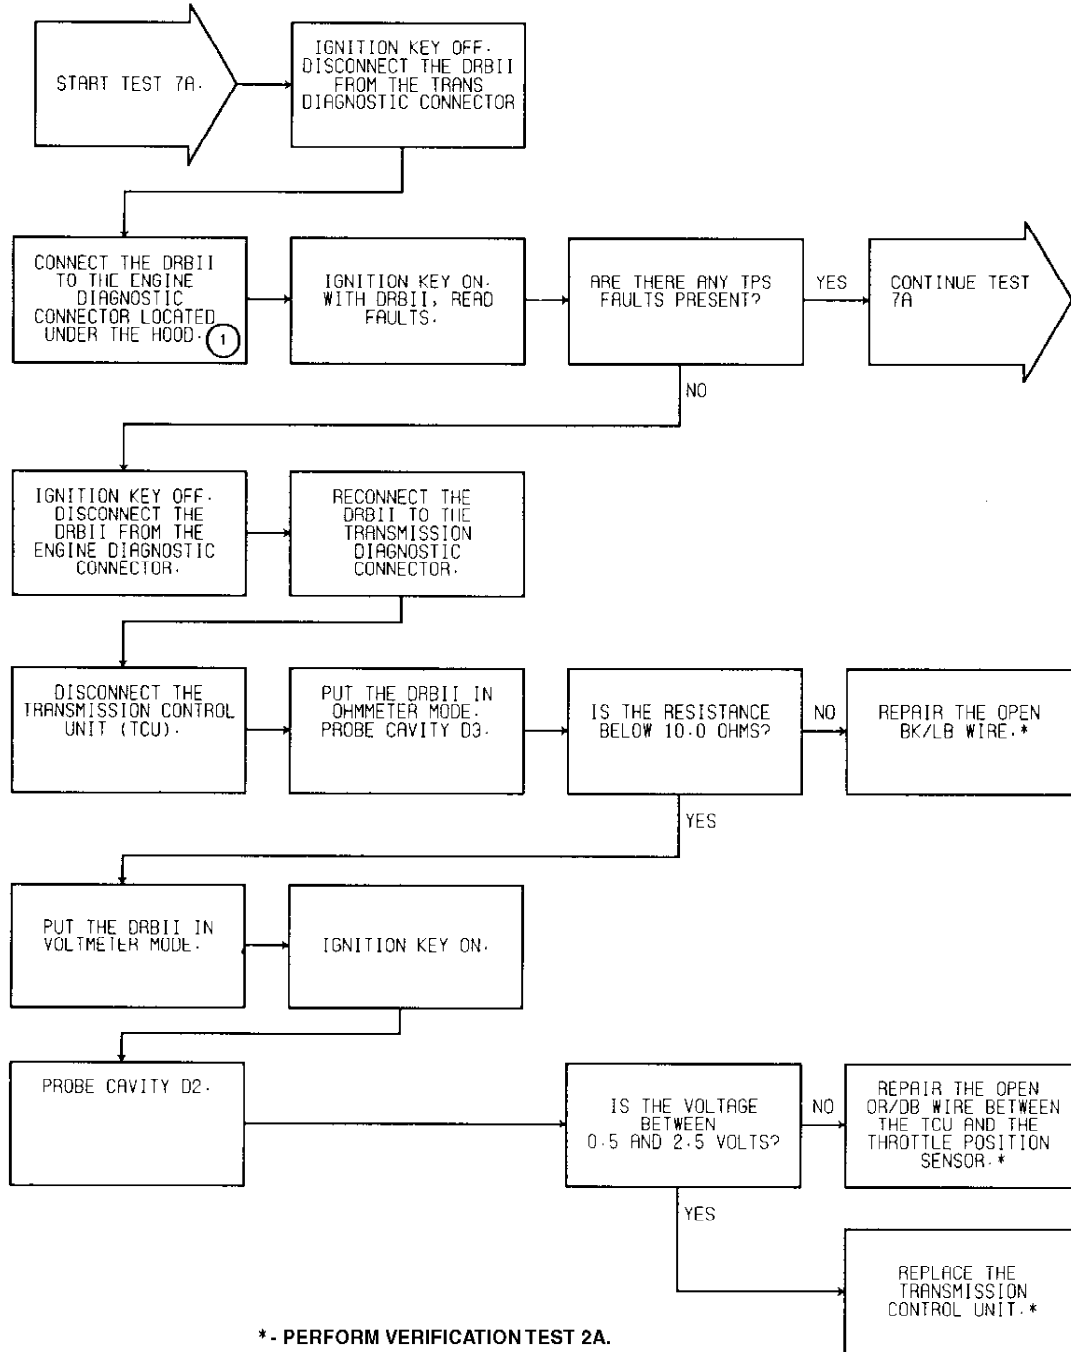 START TEST 7A.
IGNITION KEY OFF.
DISCONNECT THE DRBII
FROM THE TRANS
DIAGNOSTIC CONNECTOR
CONNECT THE DRBII
TO THE ENGINE
DIAGNOSTIC
CONNECTOR LOCATED
UNDER THE HOOD.
1
IGNITION KEY ON.
WITH DRBII, READ
FAULTS.
ARE THERE ANY TPS
FAULTS PRESENT?
YES
CONTINUE TEST
7A
NO
IGNITION KEY OFF.
DISCONNECT THE
DRBII FROM THE
ENGINE DIAGNOSTIC
CONNECTOR.
RECONNECT THE
DRBII TO THE
TRANSMISSION
DIAGNOSTIC
CONNECTOR.
DISCONNECT THE
TRANSMISSION CONTROL
UNIT (TCU).
PUT THE DRBII IN
OHMMETER MODE.
PROBE CAVITY D3.
IS THE RESISTANCE
BELOW 10.0 OHMS?
NO
REPAIR THE OPEN
BK/LB WIRE.*
YES
PUT THE DRBII IN
VOLTMETER MODE.
IGNITION KEY ON.
PROBE CAVITY D2.
IS THE VOLTAGE
BETWEEN
0.5 AND 2.5 VOLTS?
NO
REPAIR THE OPEN
OR/DB WIRE BETWEEN
THE TCU AND THE
THROTTLE POSITION
SENSOR.*
YES
REPLACE THE
TRANSMISSION
CONTROL UNIT.*
*- PERFORM VERIFICATION TEST 2A.